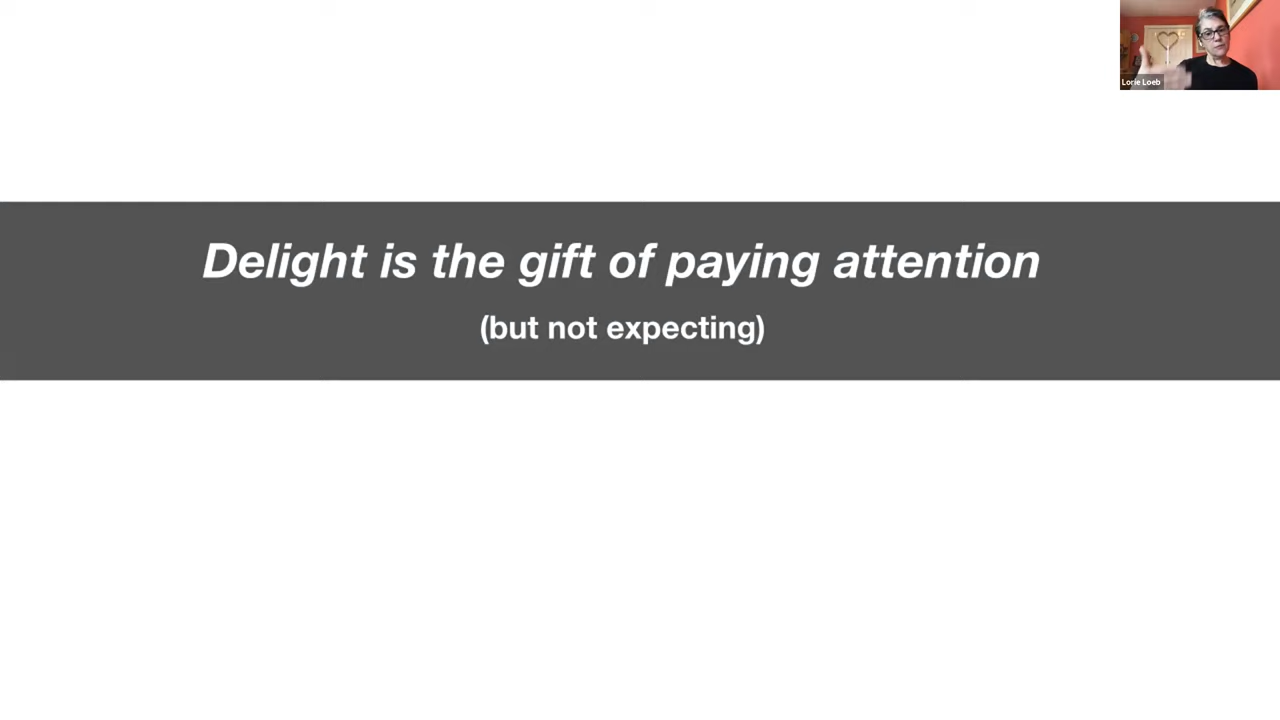 Lorie Loeb
Delight is the gift of paying attention
(but not expecting)